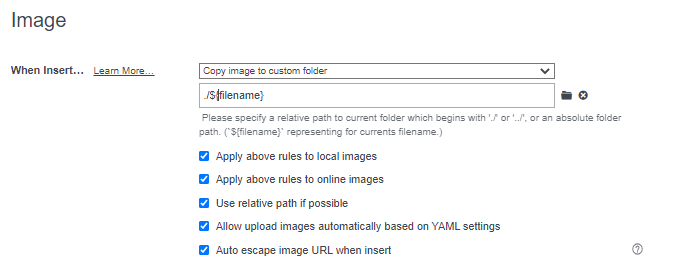 Image
When Insert... Learn More... Copy image to custom folder
./${filename}
Please specify a relative path to current folder which begins with './' or '../', or an absolute folder
path. (`${filename}` representing for currents filename.)
Apply above rules to local images
Apply above rules to online images
Use relative path if possible
Allow upload images automatically based on YAML settings
Auto escape image URL when insert